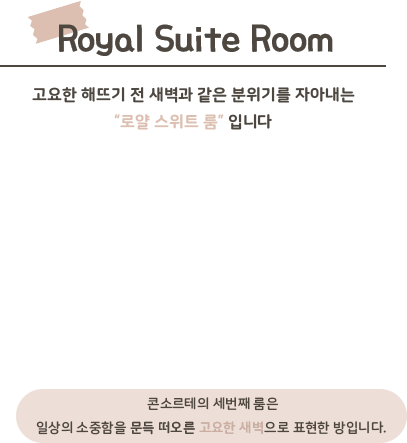 Royal Suite Room
고요한 해뜨기 전 새벽과 같은 분위기를 자아내는
“로얄 스위트 룸” 입니다
콘소르테의 세번째 룸은
일상의 소중함을 문득 떠오른 고요한 새벽으로 표현한 방입니다.